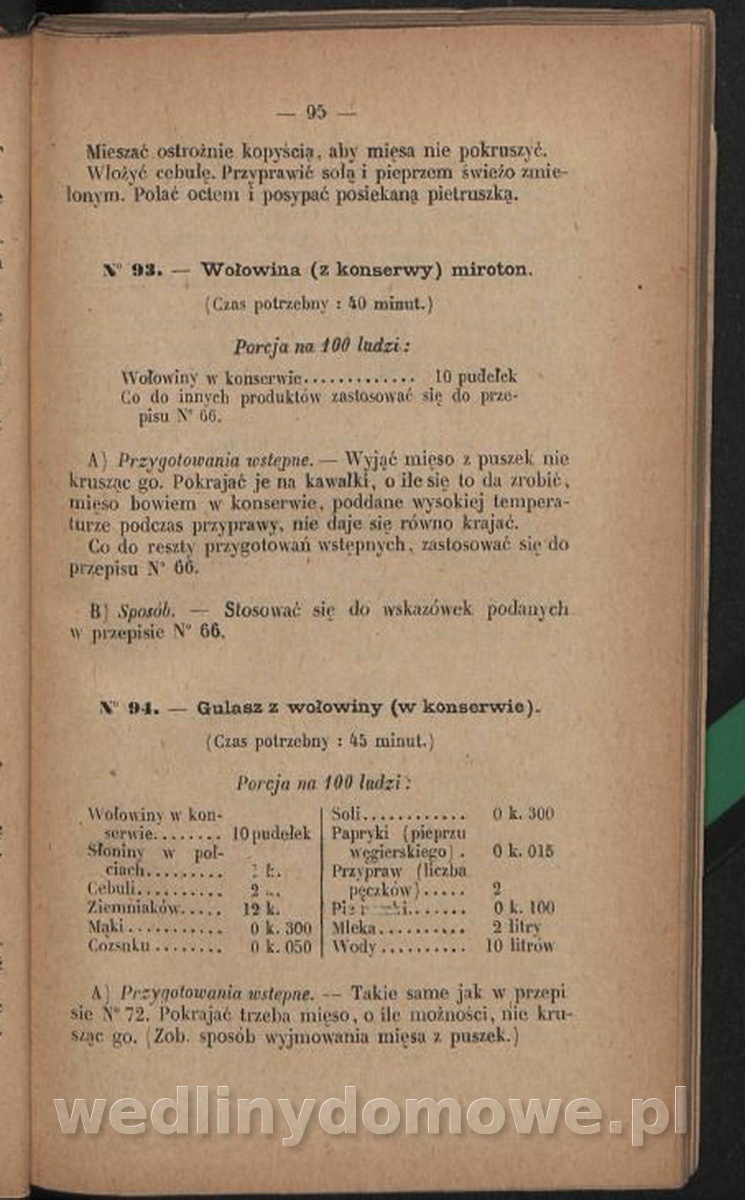 — 95 —
Mieszać ostrożnie kopyścią, aby mięsa nie pokruszyć.
Włożyć cebulę. Przyprawić solą i pieprzem świeżo zmie-
lonym. Polać octem i posypać posiekaną pietruszką.
N° 93. — Wołowina (z konserwy) miroton.
(Czas potrzebny : 40 minut.)
Porcja na 100 ludzi :
Wołowiny w konserwie............. 10 pudełek
Co do innych produktów zastosować się do prze-
pisu N° 66.
A) Przygotowania wstępne. — Wyjąć mięso z puszek nie
krusząc go. Pokrajać je na kawałki, o ile się to da zrobić,
mięso bowiem w konserwie, poddane wysokiej tempera-
turze podczas przyprawy, nie daje się równo krajać.
Co do reszty przygotowań wstępnych, zastosować się do
przepisu N° 66.
B) Sposób. — Stosować się do wskazówek podanych
w przepisie N° 66.
N° 94. — Gulasz z wołowiny (w konserwie).
(Czas potrzebny : 45 minut.)
Porcja na 100 ludzi :
Wołowiny w kon-
serwie........ 10 pudełek
Słoniny w poł-
ciach......... k.
Cebuli.......... 2
Ziemniaków..... 12 k.
Mąki........... 0 k. 300
Czosnku........ 0 k. 050
Soli............ 0 k. 300
Papryki (pieprzu
węgierskiego). 0 k. 015
Przypraw (liczba
pęczków)..... 2
....... 0 k. 100
Mleka.......... 2 litry
Wody.......... 10 litrów
A) Przygotowania wstępne. — Takie same jak w przepi
sie N° 72. Pokrajać trzeba mięso, o ile możności, nie kru-
sząc go. (Zob. sposób wyjmowania mięsa z puszek.)
wedlinydomowe.pl